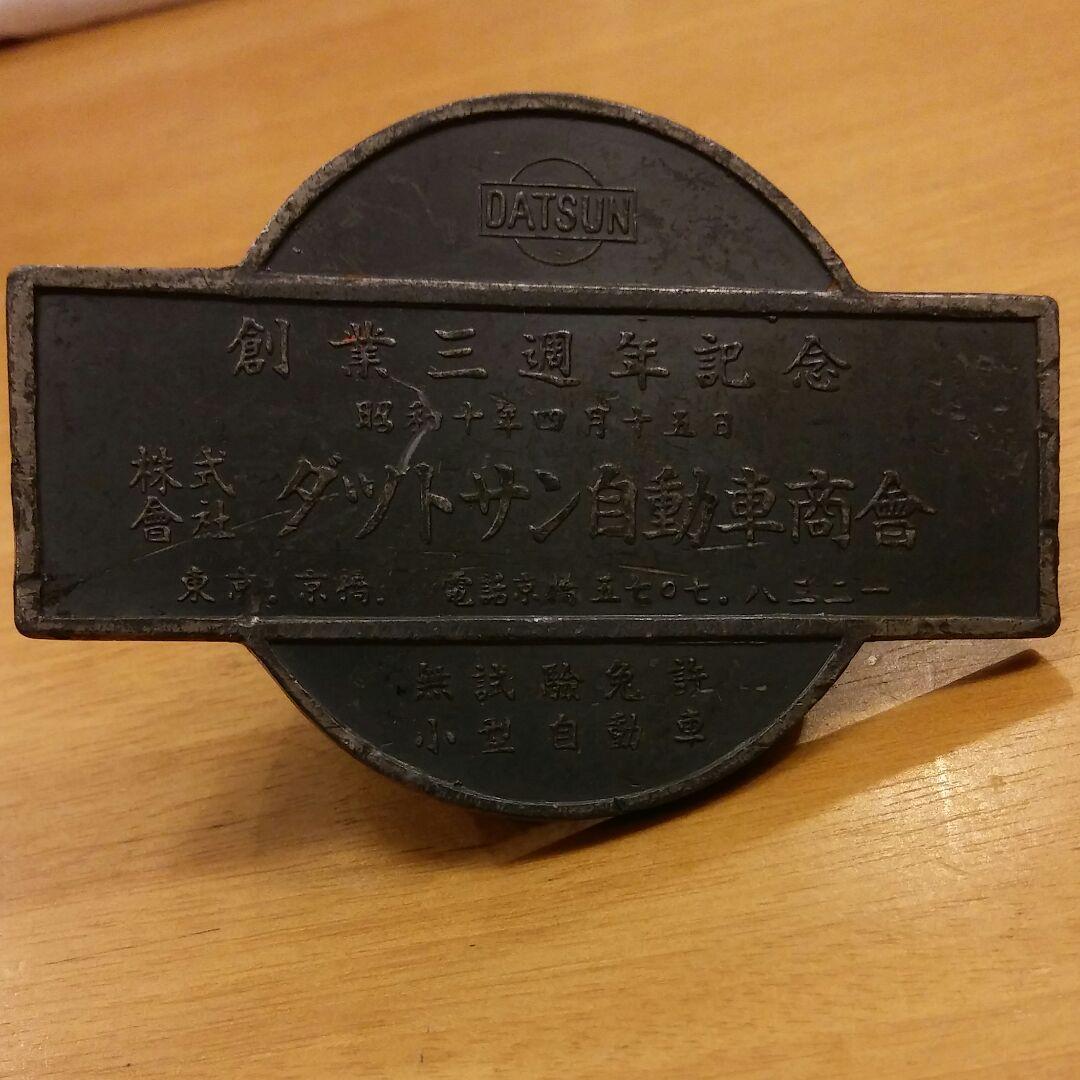 DATSUN
創業三週年記念
昭和十年四月十五日
株式會社 ダットサン自動車商會
東京.京橋. 電話京橋五七〇七。八三二一
無試驗免許
小型自動車